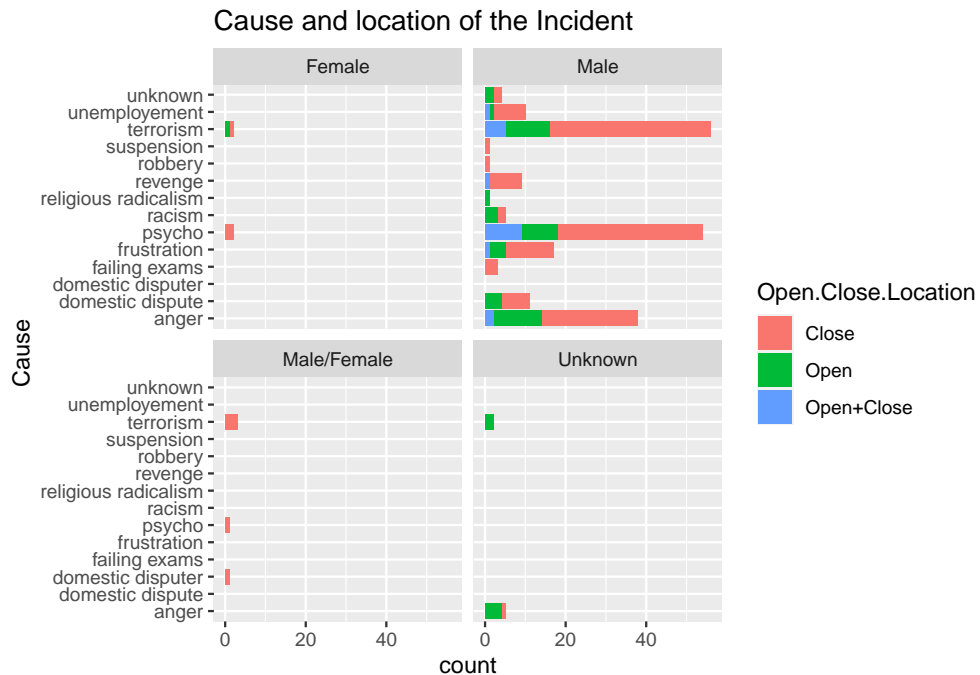 Cause and location of the Incident
Female
Male
unknown
unemployement
terrorism
suspension
robbery
revenge
religious radicalism
racism
psycho
frustration
failing exams
domestic disputer
domestic dispute
anger
Male/Female
Unknown
unknown
unemployement
terrorism
suspension
robbery
revenge
religious radicalism
racism
psycho
frustration
failing exams
domestic disputer
domestic dispute
anger
0 20 40
0 20 40
count
Cause
Open.Close.Location
Close
Open
Open+Close